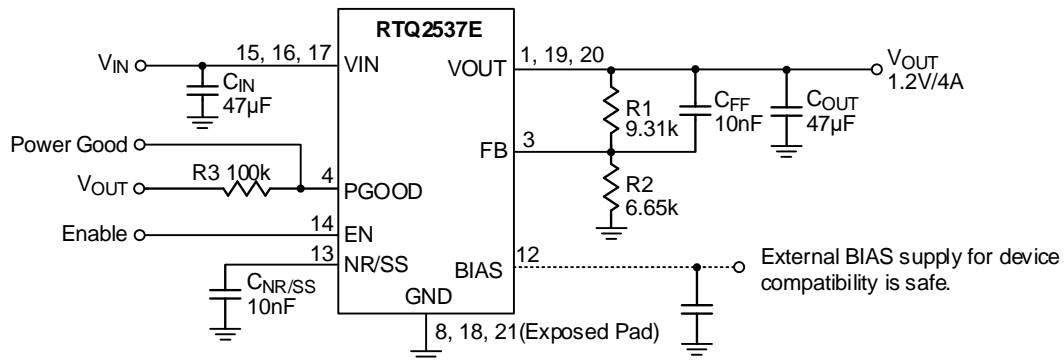 RTQ2537E
VIN
15, 16, 17
VIN
CIN
47µF
Power Good
VOUT
R3 100k
4
PGOOD
Enable
14
EN
13
NR/SS
CNR/SS
10nF
GND
8, 18, 21(Exposed Pad)
VOUT
1, 19, 20
VOUT
1.2V/4A
R1
9.31k
CFF
10nF
COUT
47µF
FB
3
R2
6.65k
BIAS
12
External BIAS supply for device
compatibility is safe.